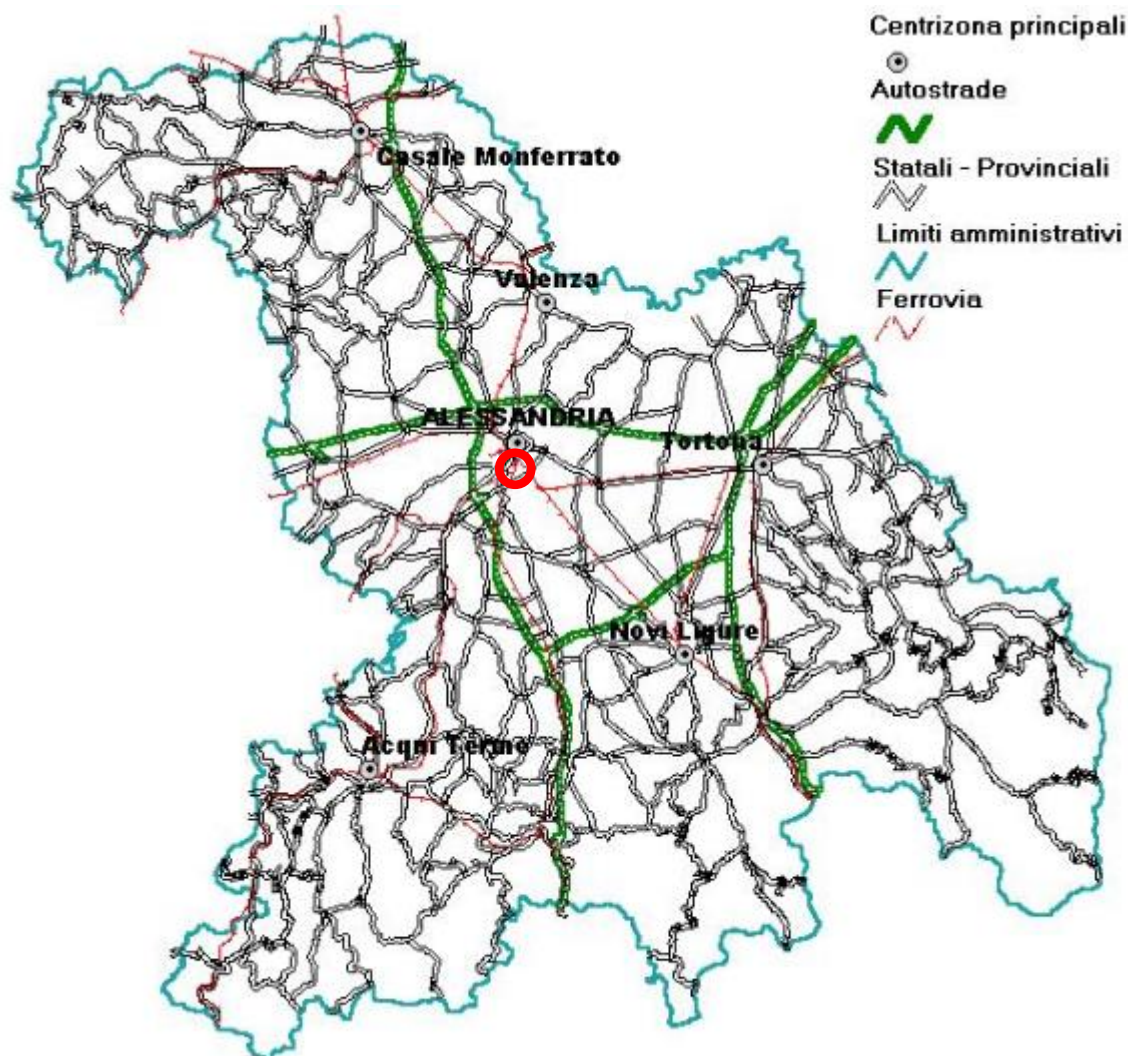 Centrizona principali
Autostrade
Statali - Provinciali
Limiti amministrativi
Ferrovia
Casale Monferrato
Valenza
ALESSANDRIA
Tortona
Novi Ligure
Acqui Terme